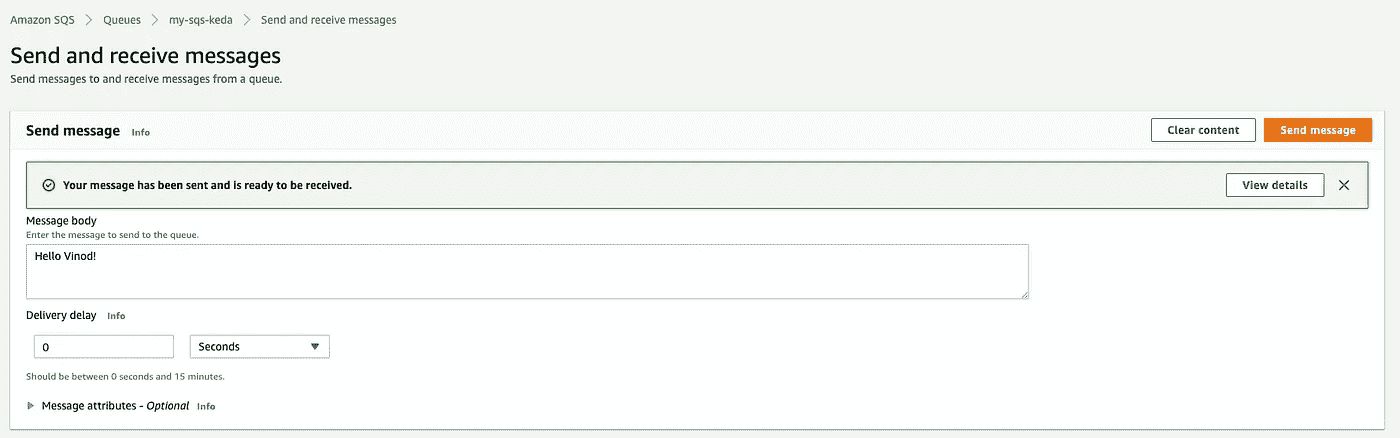 Amazon SQS > Queues > my-sqs-keda > Send and receive messages
Send and receive messages
Send messages to and receive messages from a queue.
Send message Info
Clear content
Send message
Your message has been sent and is ready to be received.
View details
Message body
Enter the message to send to the queue.
Hello Vinod!
Delivery delay Info
0
Seconds
Should be between 0 seconds and 15 minutes.
Message attributes - Optional Info